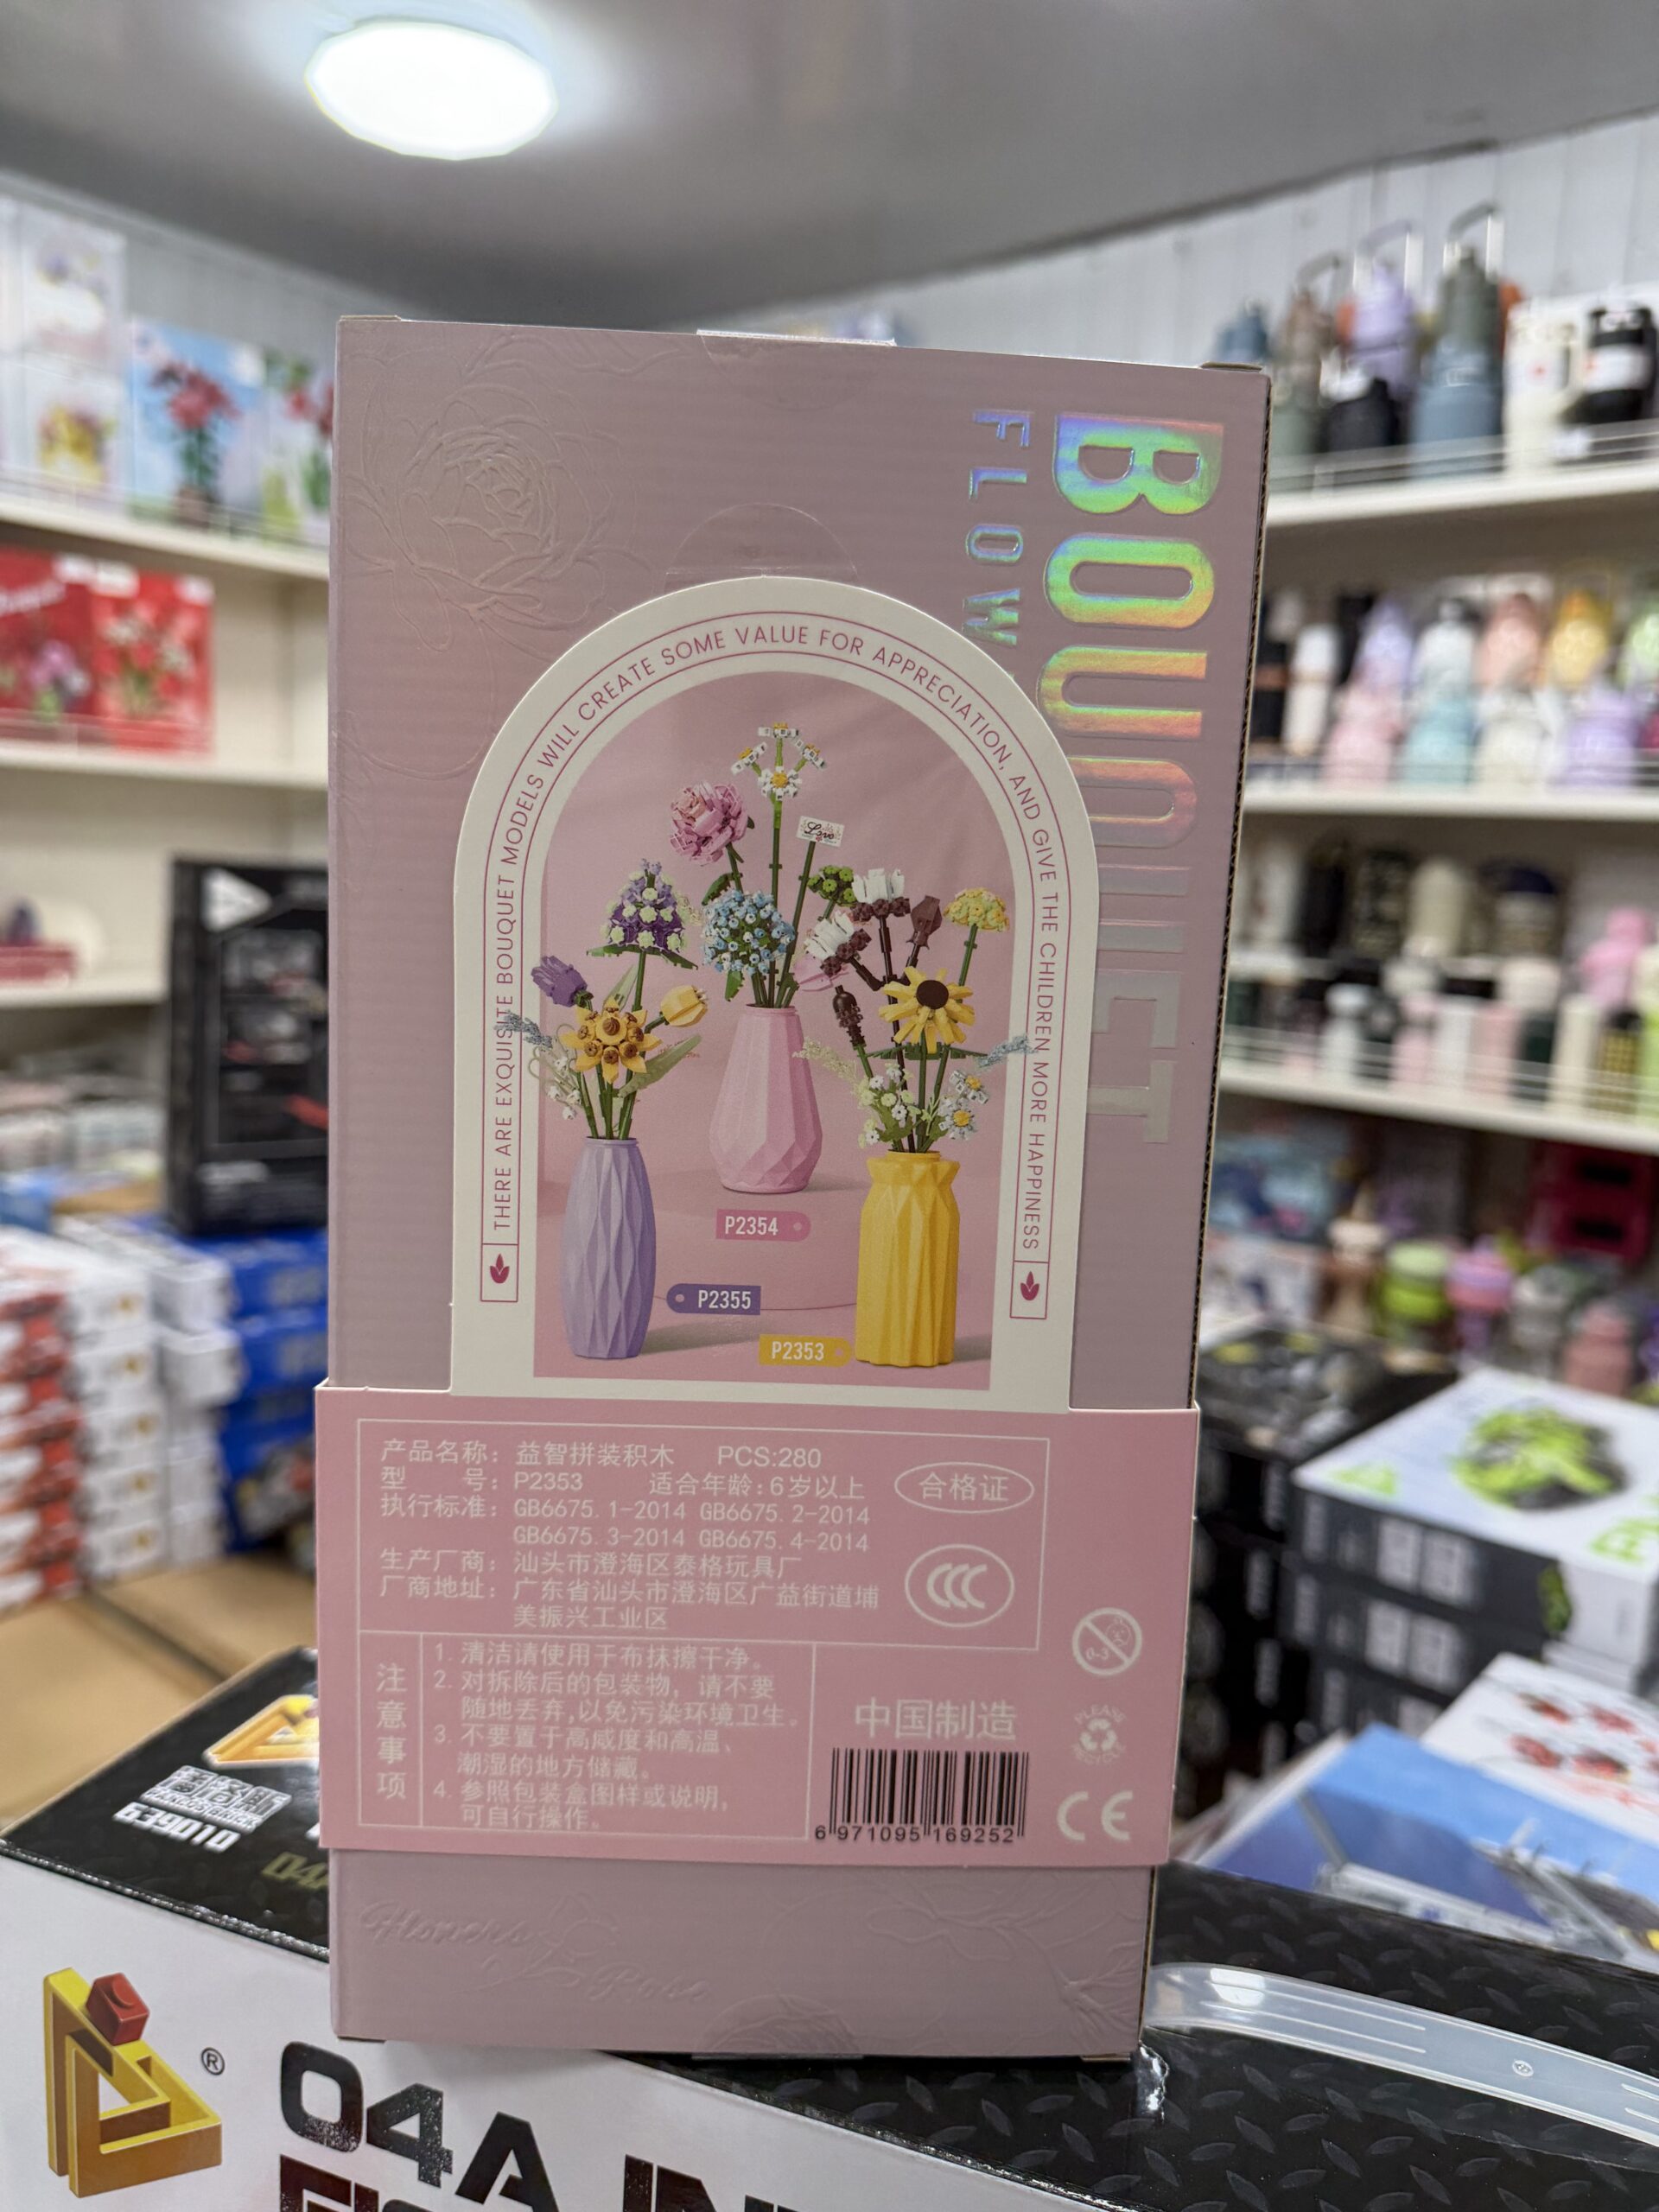 BOUQUET
FLOW
THERE ARE EXQUISITE BOUQUET MODELS WILL CREATE SOME VALUE FOR APPRECIATION, AND GIVE THE CHILDREN MORE HAPPINESS
Love
P2354
P2355
P2353
产品名称：益智拼装积木 PCS:280
型 号：P2353 适合年龄：6岁以上
执行标准：GB6675.1-2014 GB6675.2-2014
GB6675.3-2014 GB6675.4-2014
生产厂商：汕头市澄海区泰格玩具厂
厂商地址：广东省汕头市澄海区广益街道埔
美振兴工业区
合格证
CCC
注意事项
1. 清洁请使用干布抹擦干净。
2. 对拆除后的包装物，请不要
随地丢弃，以免污染环境卫生。
3. 不要置于高咸度和高温、
潮湿的地方储藏。
4. 参照包装盒图样或说明，
可自行操作。
中国制造
6 971095 169252
0-3
PLEASE
RECYCLE
CE
Flowers
Rose
639010
®
04A